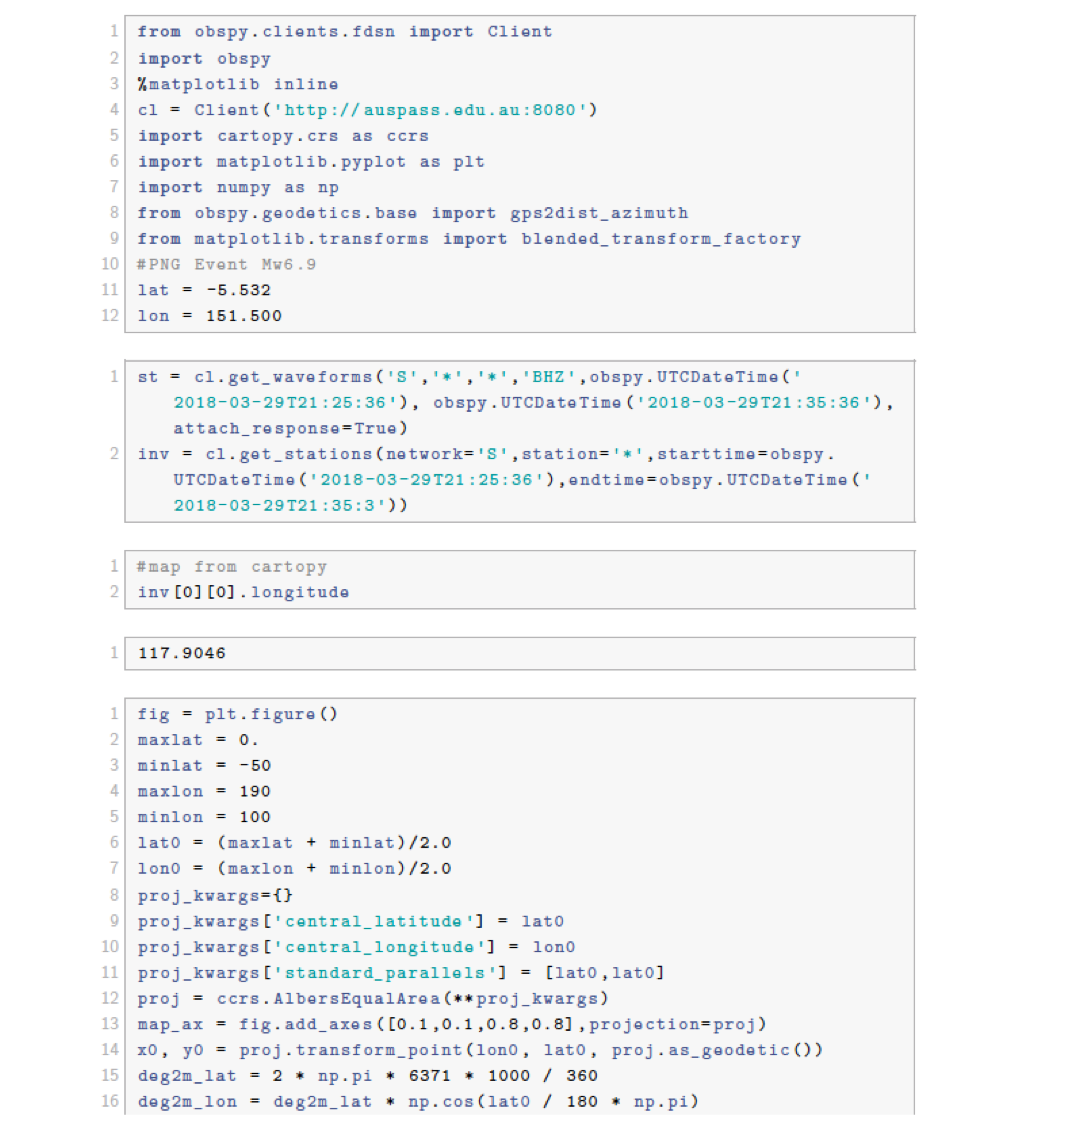 1 from obspy.clients.fdsn import Client
2 import obspy
3 %matplotlib inline
4 cl = Client('http://auspass.edu.au:8080')
5 import cartopy.crs as ccrs
6 import matplotlib.pyplot as plt
7 import numpy as np
8 from obspy.geodetics.base import gps2dist_azimuth
9 from matplotlib.transforms import blended_transform_factory
10 #PNG Event Mw6.9
11 lat = -5.532
12 lon = 151.500
1 st = cl.get_waveforms('S','*','*','BHZ',obspy.UTCDateTime('
2018-03-29T21:25:36'), obspy.UTCDateTime('2018-03-29T21:35:36'),
attach_response=True)
2 inv = cl.get_stations(network='S',station='*',starttime=obspy.
UTCDateTime('2018-03-29T21:25:36'),endtime=obspy.UTCDateTime('
2018-03-29T21:35:3'))
1 #map from cartopy
2 inv[0][0].longitude
1 117.9046
1 fig = plt.figure()
2 maxlat = 0.
3 minlat = -50
4 maxlon = 190
5 minlon = 100
6 lat0 = (maxlat + minlat)/2.0
7 lon0 = (maxlon + minlon)/2.0
8 proj_kwargs={}
9 proj_kwargs['central_latitude'] = lat0
10 proj_kwargs['central_longitude'] = lon0
11 proj_kwargs['standard_parallels'] = [lat0,lat0]
12 proj = ccrs.AlbersEqualArea(**proj_kwargs)
13 map_ax = fig.add_axes([0.1,0.1,0.8,0.8],projection=proj)
14 x0, y0 = proj.transform_point(lon0, lat0, proj.as_geodetic())
15 deg2m_lat = 2 * np.pi * 6371 * 1000 / 360
16 deg2m_lon = deg2m_lat * np.cos(lat0 / 180 * np.pi)